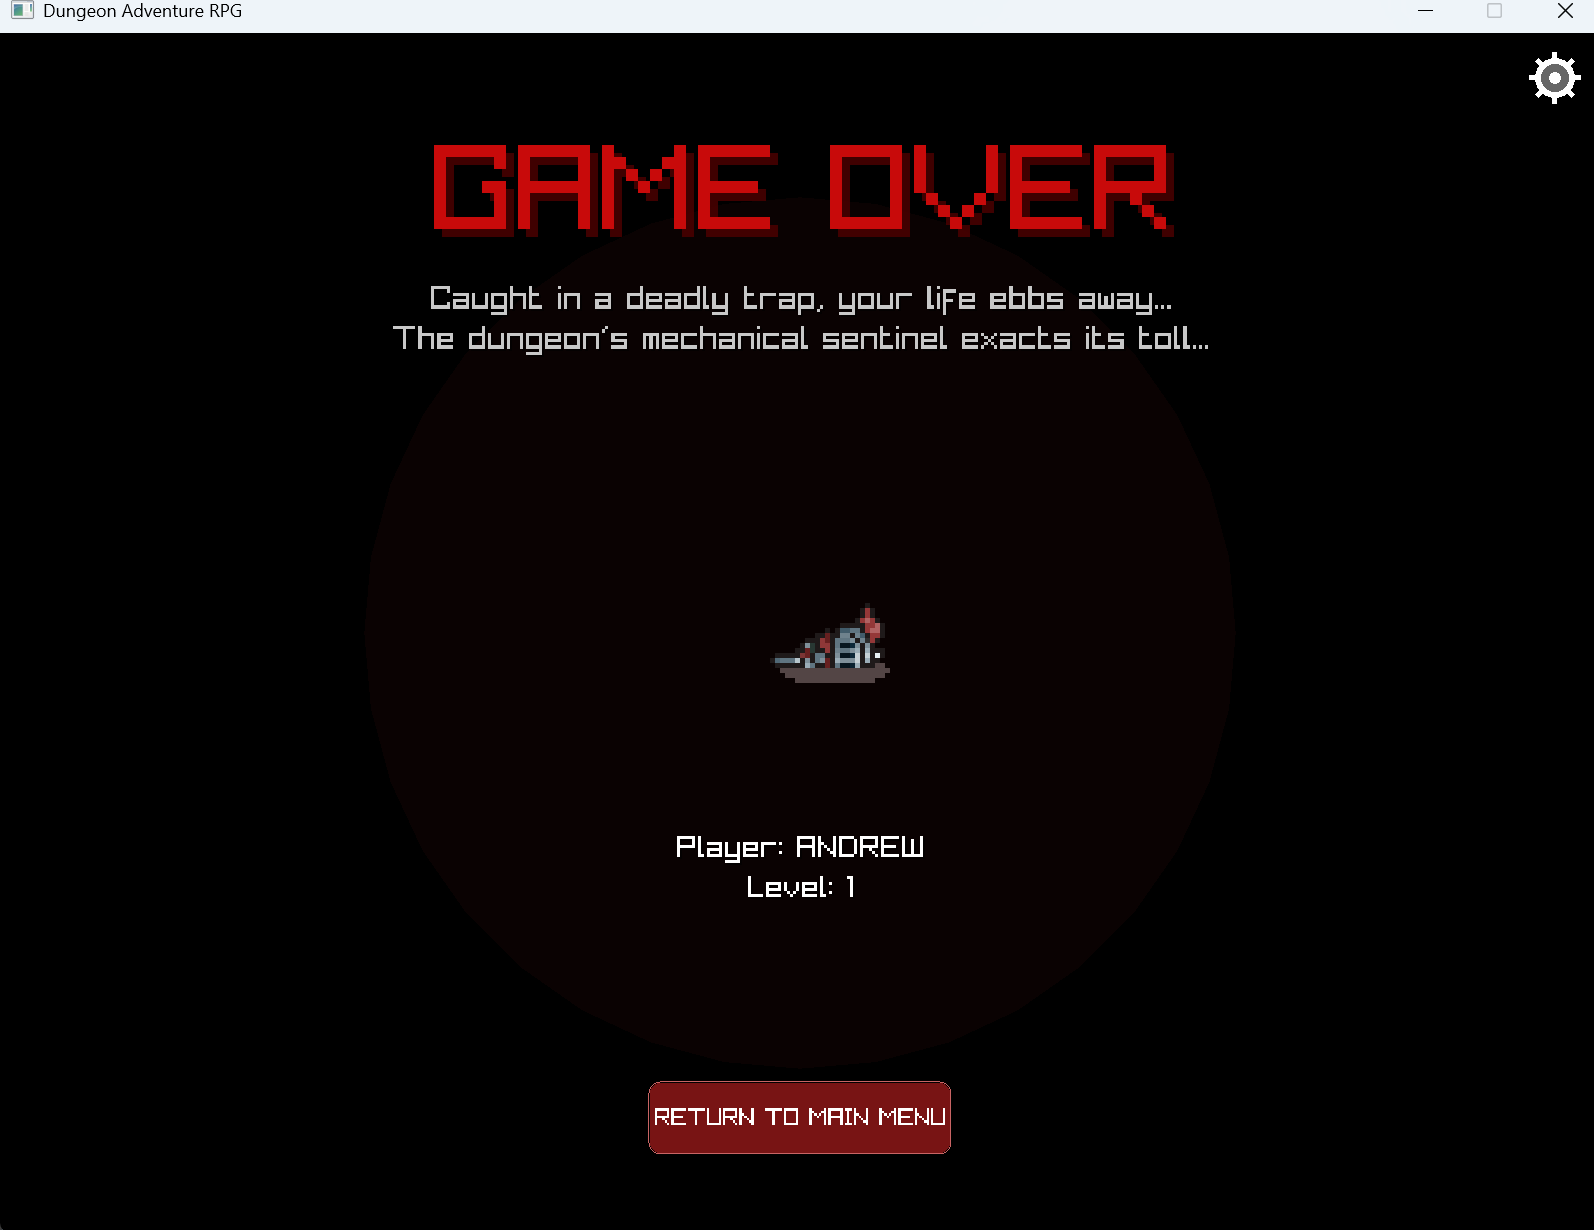 Dungeon Adventure RPG
GAME OVER
Caught in a deadly trap, your life ebbs away...
The dungeon's mechanical sentinel exacts its toll...
Player: ANDREW
Level: 1
RETURN TO MAIN MENU